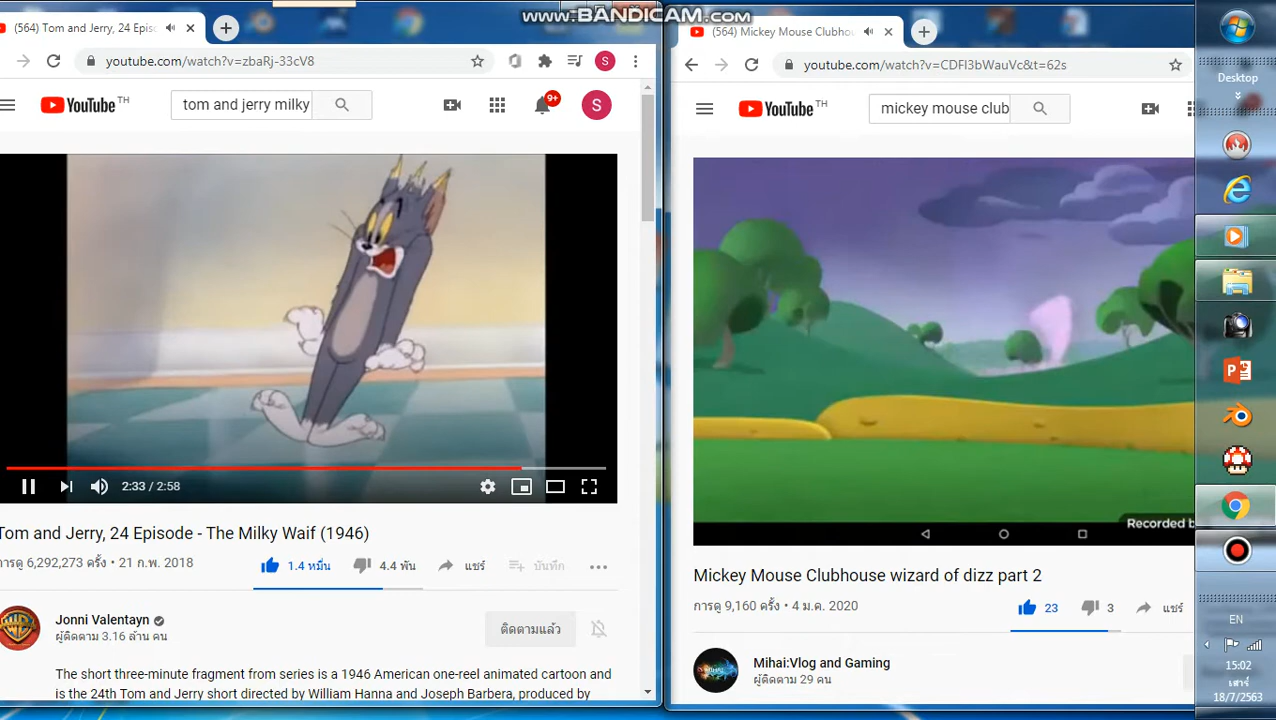 www.BANDICAM.com
(564) Tom and Jerry, 24 Episc
youtube.com/watch?v=zbaRj-33cV8
YouTube TH
tom and jerry milky
9+
S
S
2:33 / 2:58
Tom and Jerry, 24 Episode - The Milky Waif (1946)
การดู 6,292,273 ครั้ง • 21 ก.พ. 2018
1.4 หมื่น
4.4 พัน
แชร์
บันทึก
Jonni Valentayn
ผู้ติดตาม 3.16 ล้าน คน
ติดตามแล้ว
The short three-minute fragment from series is a 1946 American one-reel animated cartoon and
is the 24th Tom and Jerry short directed by William Hanna and Joseph Barbera, produced by
(564) Mickey Mouse Clubhou
youtube.com/watch?v=CDFI3bWauVc&t=62s
YouTube TH
mickey mouse club
Recorded b
Mickey Mouse Clubhouse wizard of dizz part 2
การดู 9,160 ครั้ง • 4 ม.ค. 2020
23
3
แชร์
Mihai:Vlog and Gaming
ผู้ติดตาม 29 คน
Desktop
EN
15:02
เสาร์
18/7/2563